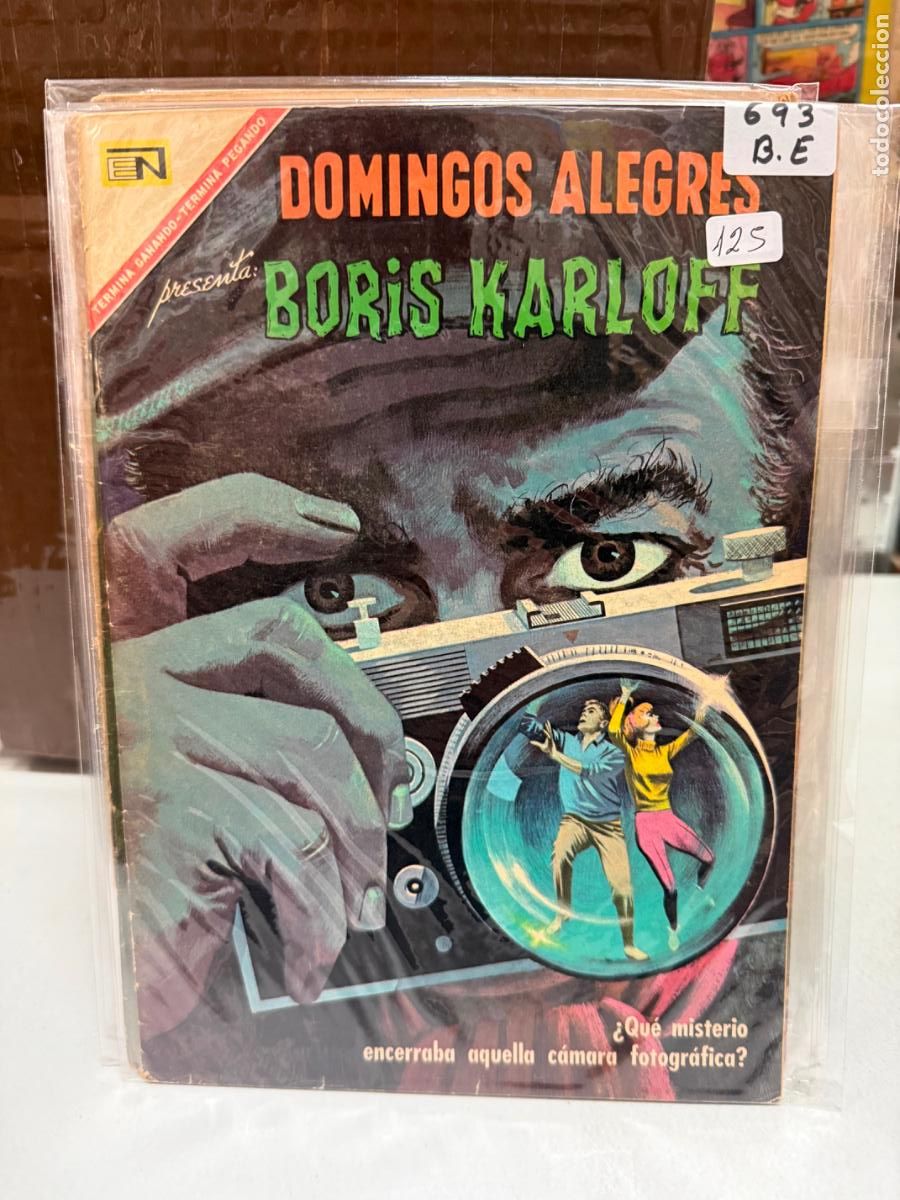 EN
TERMINA GANANDO-TERMINA PEGANDO
DOMINGOS ALEGRES
presenta:
BORIS KARLOFF
693
B.E
125
¿Qué misterio
encerraba aquella cámara fotográfica?
todocoleccion